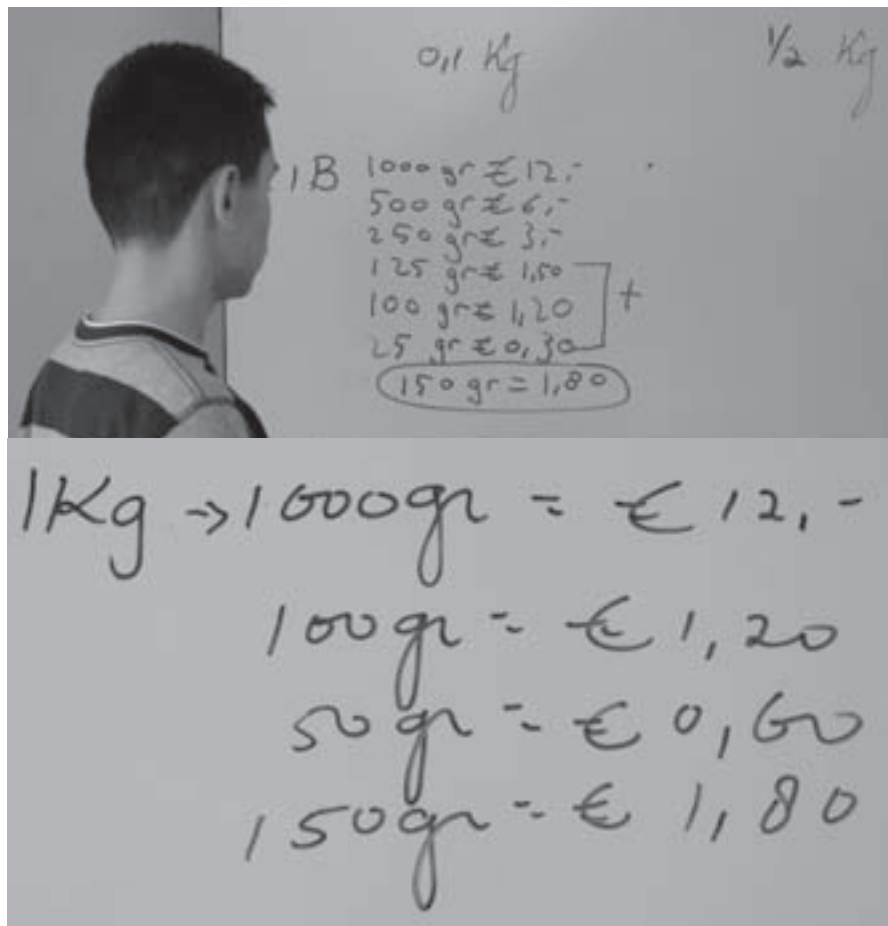 0,1 Kg
1/2 Kg
1B 1000 gr € 12,-
500 gr € 6,-
250 gr € 3,-
125 gr € 1,50
100 gr € 1,20
25 gr € 0,30
+
150 gr = 1,80
1Kg → 1000gr = € 12,-
100gr = € 1,20
50gr = € 0,60
150gr = € 1,80